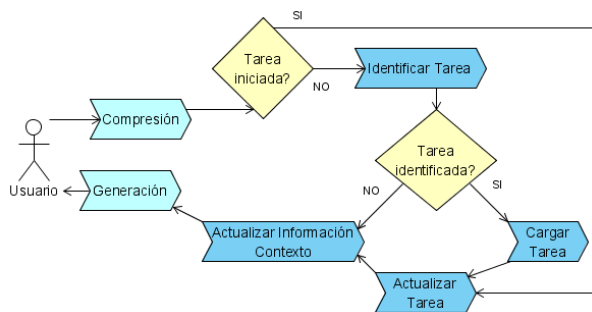 SI
Tarea
iniciada?
NO
Identificar Tarea
Compresión
Tarea
identificada?
Usuario
Generación
NO
SI
Actualizar Información
Contexto
Cargar
Tarea
Actualizar
Tarea